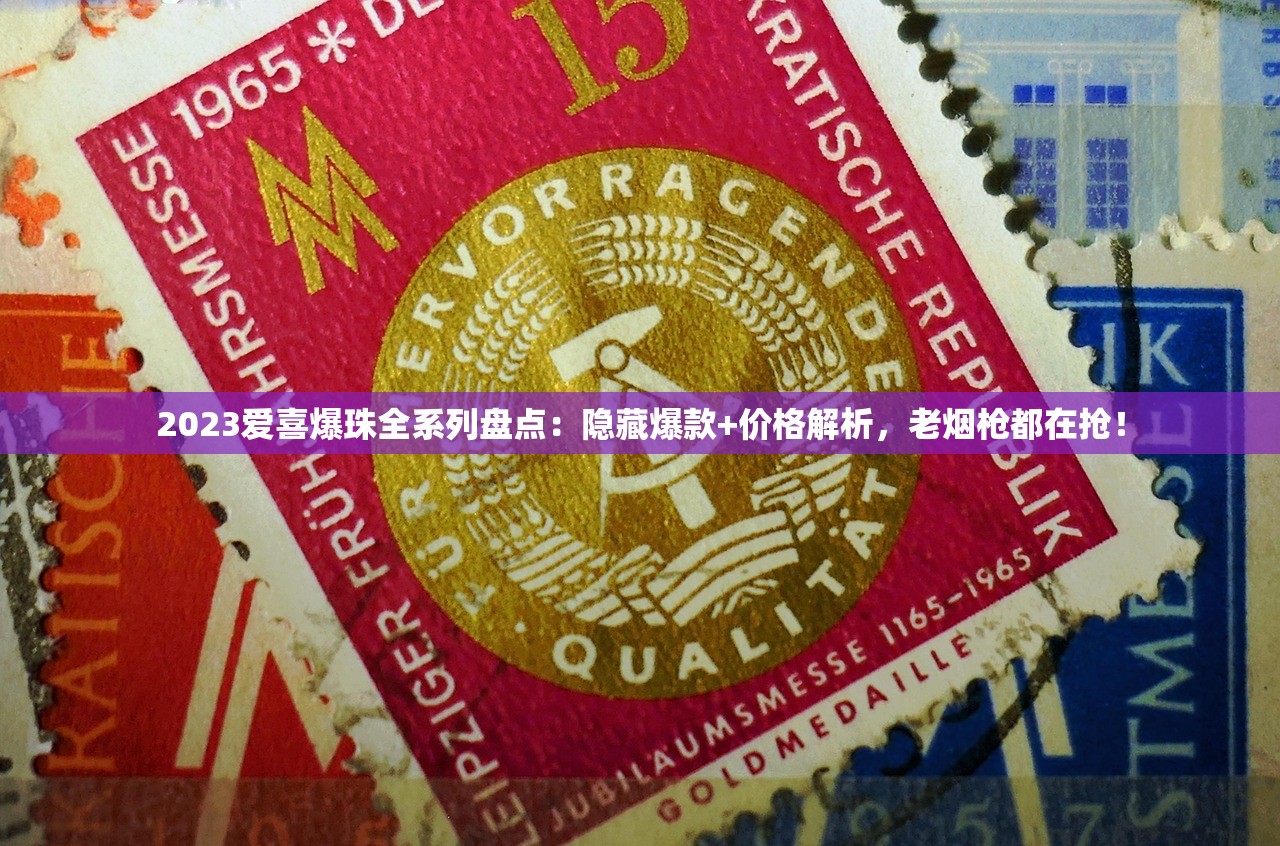 1965 * DE
KRATISCHE REPUBLIK
15
MM
LEIPZIGER FRÜHJAHRSMESSE
FÜR HERVORRAGENDE
QUALITÄT
2023爱喜爆珠全系列盘点：隐藏爆款+价格解析，老烟枪都在抢！
JUBILÄUMSMESSE 1165-1965
GOLDMEDAILLE
KATISCHE
IK